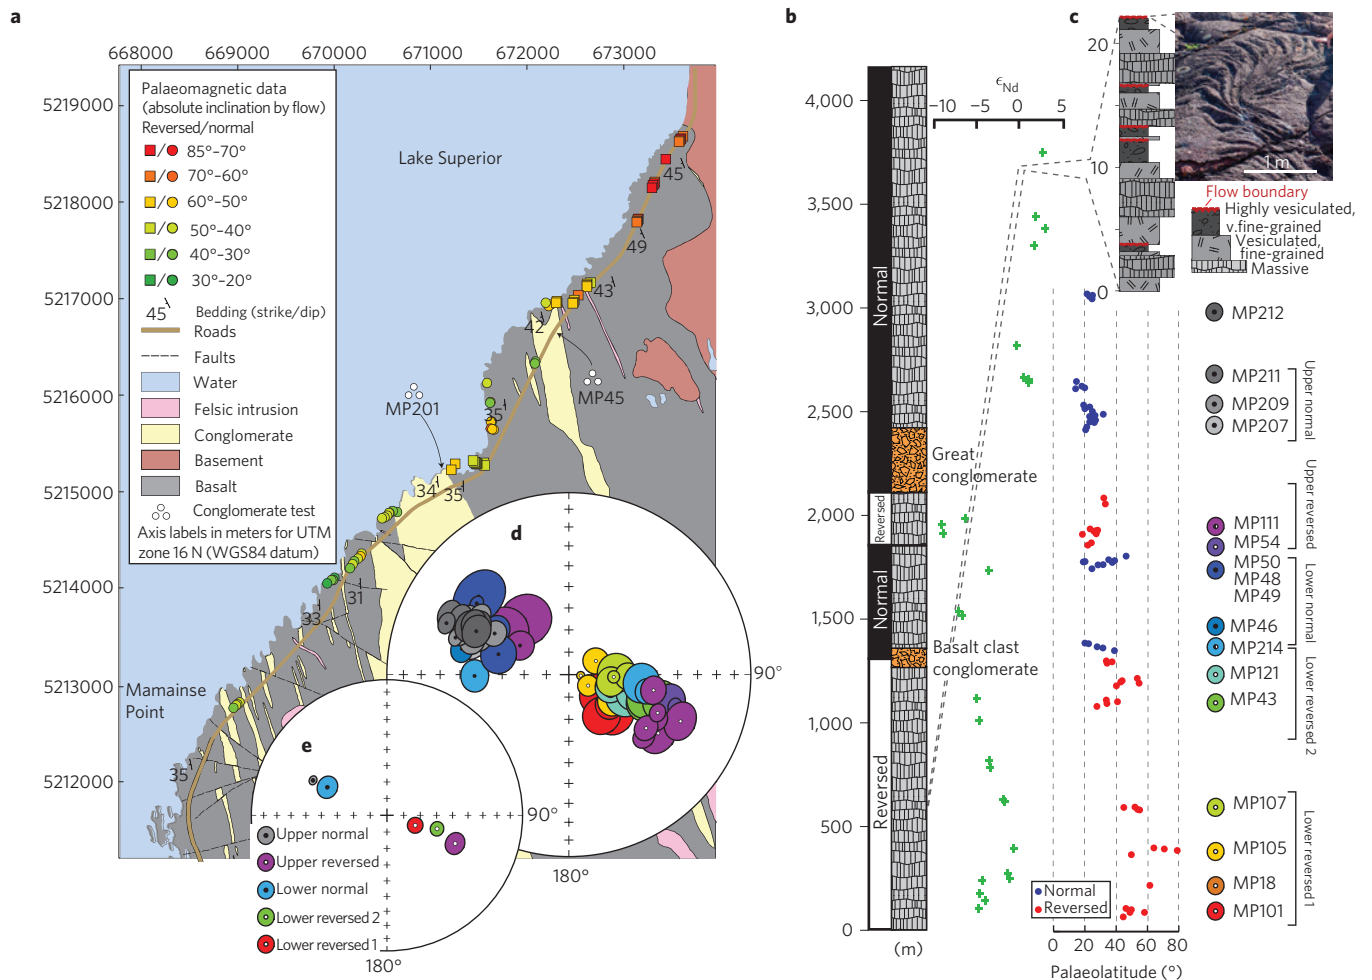 a
668000 669000 670000 671000 672000 673000
5219000
5218000
5217000
5216000
5215000
5214000
5213000
5212000
Palaeomagnetic data
(absolute inclination by flow)
Reversed/normal
/ 85°–70°
/ 70°–60°
/ 60°–50°
/ 50°–40°
/ 40°–30°
/ 30°–20°
45 Bedding (strike/dip)
Roads
Faults
Water
Felsic intrusion
Conglomerate
Basement
Basalt
Conglomerate test
Axis labels in meters for UTM
zone 16 N (WGS84 datum)
Lake Superior
45
49
43
42
MP45
MP201
35
34
35
31
33
35
Mamainse
Point
d
90°
180°
e
90°
180°
Upper normal
Upper reversed
Lower normal
Lower reversed 2
Lower reversed 1
b
4,000
3,500
3,000
2,500
2,000
1,500
1,000
500
0
(m)
Normal
Reversed
Normal
Reversed
Great
conglomerate
Basalt clast
conglomerate
ϵNd
–10 –5 0 5
Normal
Reversed
0 20 40 60 80
Palaeolatitude (°)
c
20
10
0
1 m
Flow boundary
Highly vesiculated,
v.fine-grained
Vesiculated,
fine-grained
Massive
MP212
MP211
MP209
MP207
Upper normal
MP111
MP54
Upper reversed
MP50
MP48
MP49
MP46
Lower normal
MP214
MP121
MP43
Lower reversed 2
MP107
MP105
MP18
MP101
Lower reversed 1